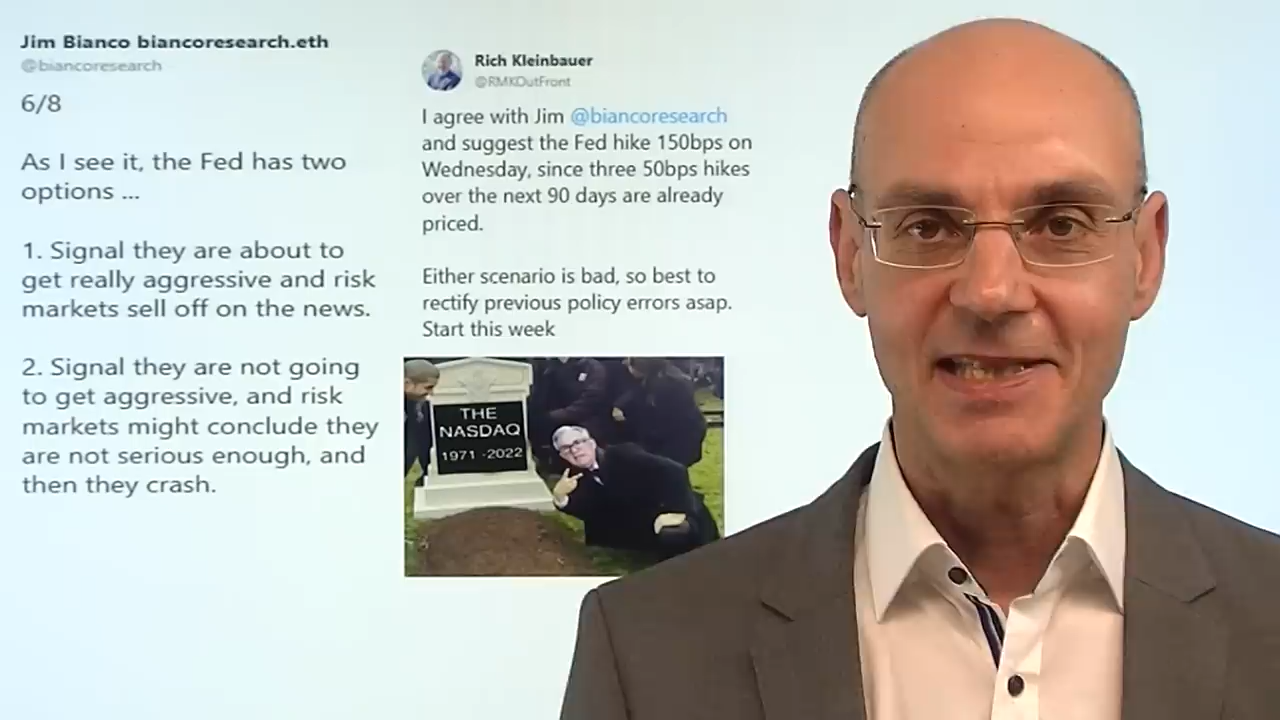 Jim Bianco biancoresearch.eth
@biancoresearch
6/8
As I see it, the Fed has two
options ...
1. Signal they are about to
get really aggressive and risk
markets sell off on the news.
2. Signal they are not going
to get aggressive, and risk
markets might conclude they
are not serious enough, and
then they crash.
Rich Kleinbauer
@RMKOutFront
I agree with Jim @biancoresearch
and suggest the Fed hike 150bps on
Wednesday, since three 50bps hikes
over the next 90 days are already
priced.
Either scenario is bad, so best to
rectify previous policy errors asap.
Start this week
THE
NASDAQ
1971 -2022